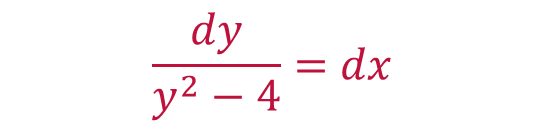 dy/(y² − 4) = dx